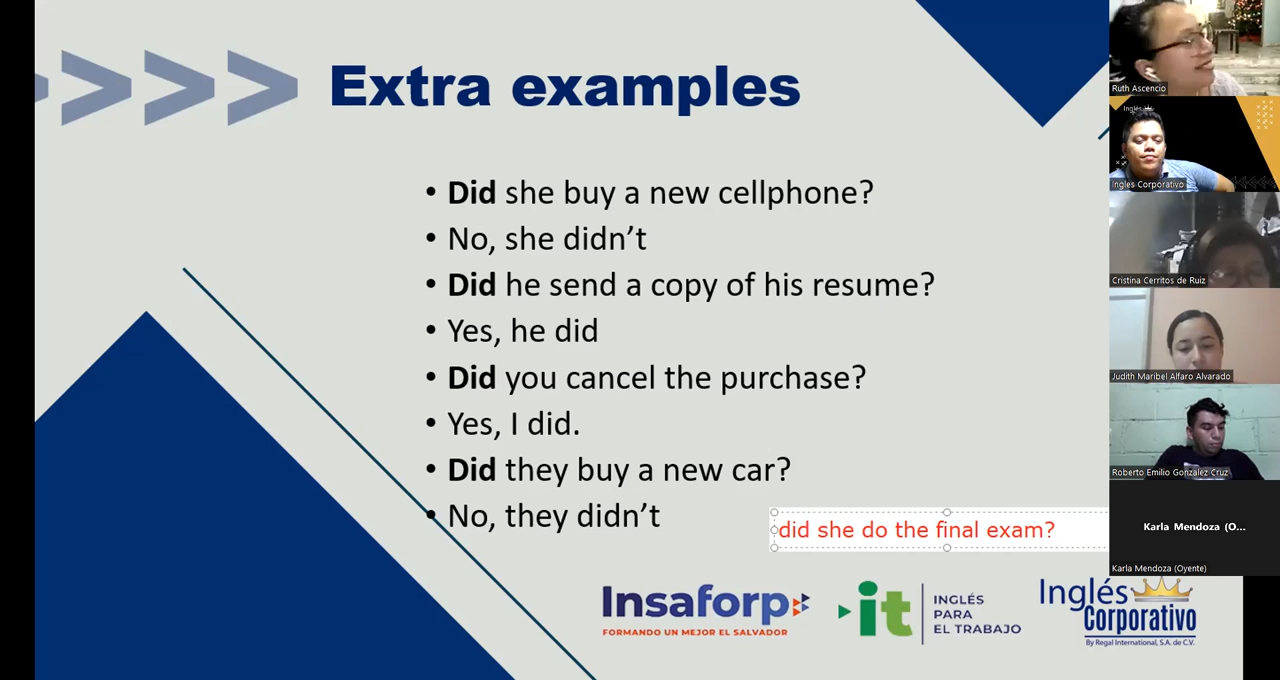 Extra examples
• Did she buy a new cellphone?
• No, she didn’t
• Did he send a copy of his resume?
• Yes, he did
• Did you cancel the purchase?
• Yes, I did.
• Did they buy a new car?
• No, they didn’t
did she do the final exam?
Insaforp
FORMANDO UN MEJOR EL SALVADOR
it
INGLÉS
PARA
EL TRABAJO
Inglés
Corporativo
By Regal International, S.A. de C.V.
Ruth Ascencio
Inglés
Ingles Corporativo
Cristina Cerritos de Ruiz
Judith Maribel Alfaro Alvarado
Roberto Emilio González Cruz
Karla Mendoza (O...
Karla Mendoza (Oyente)